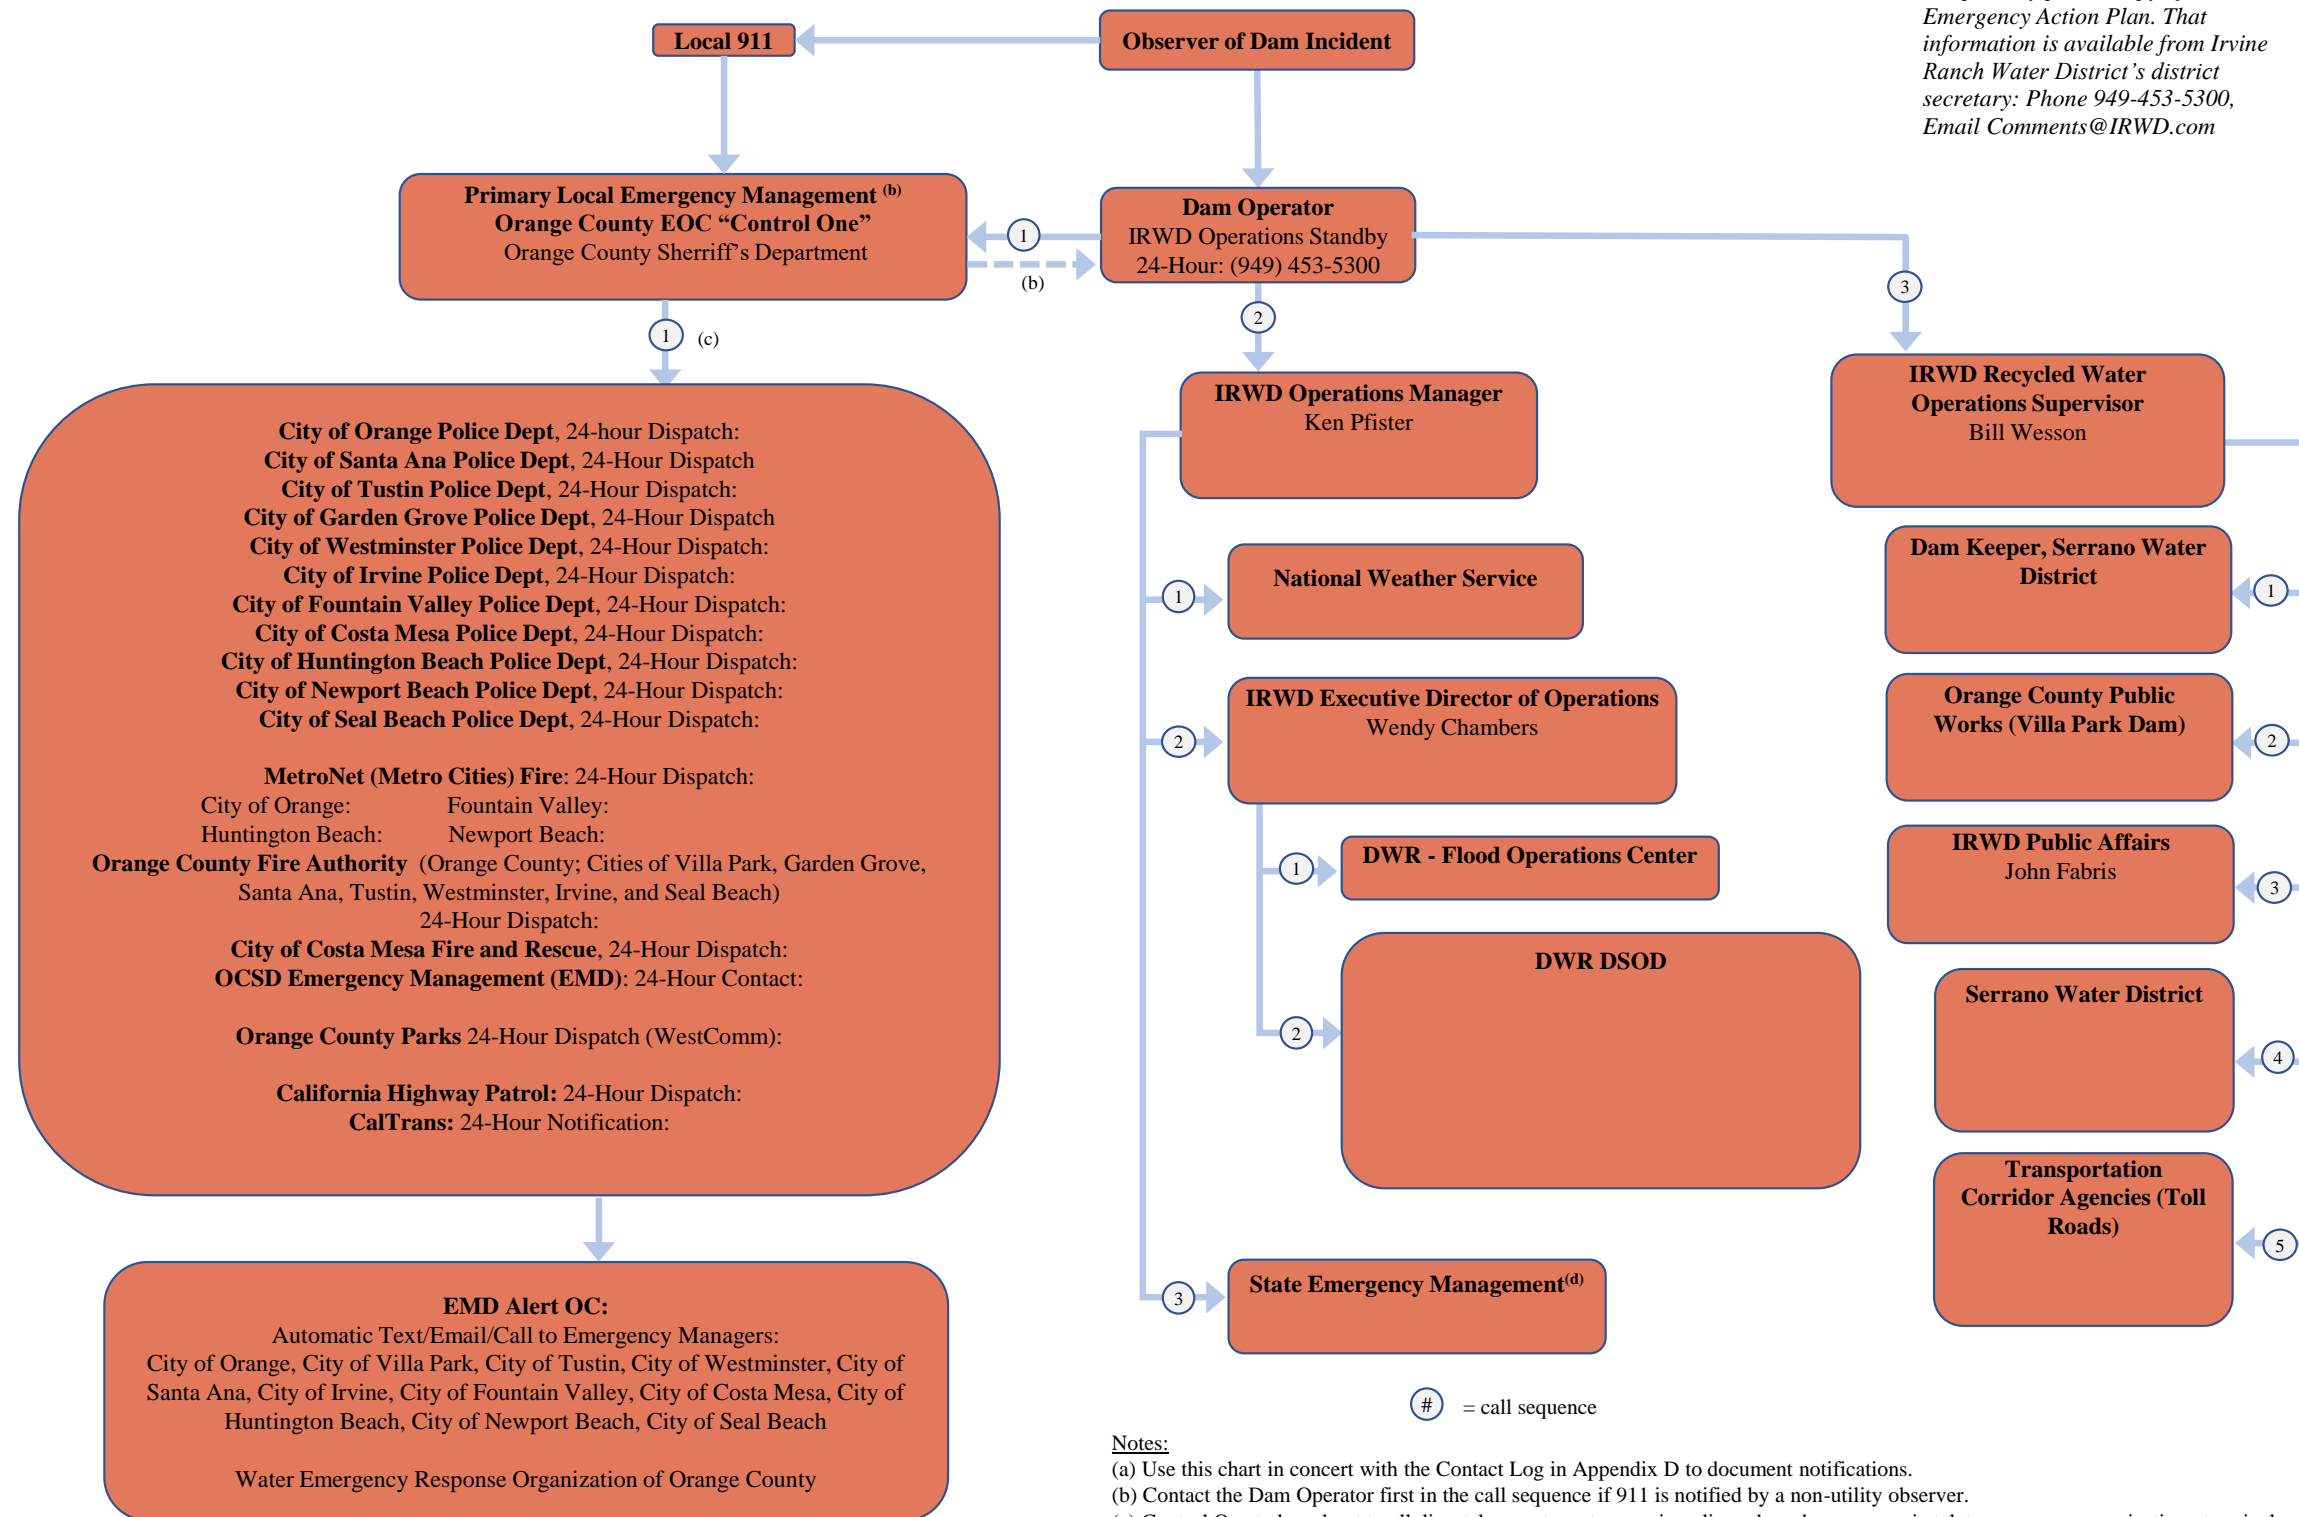 Emergency Action Plan. That
information is available from Irvine
Ranch Water District’s district
secretary: Phone 949-453-5300,
Email Comments@IRWD.com
Local 911
Observer of Dam Incident
Primary Local Emergency Management (b)
Orange County EOC “Control One”
Orange County Sherriff’s Department
1
(b)
Dam Operator
IRWD Operations Standby
24-Hour: (949) 453-5300
1 (c)
2
3
City of Orange Police Dept, 24-hour Dispatch:
City of Santa Ana Police Dept, 24-Hour Dispatch
City of Tustin Police Dept, 24-Hour Dispatch:
City of Garden Grove Police Dept, 24-Hour Dispatch
City of Westminster Police Dept, 24-Hour Dispatch:
City of Irvine Police Dept, 24-Hour Dispatch:
City of Fountain Valley Police Dept, 24-Hour Dispatch:
City of Costa Mesa Police Dept, 24-Hour Dispatch:
City of Huntington Beach Police Dept, 24-Hour Dispatch:
City of Newport Beach Police Dept, 24-Hour Dispatch:
City of Seal Beach Police Dept, 24-Hour Dispatch:
MetroNet (Metro Cities) Fire: 24-Hour Dispatch:
City of Orange: Fountain Valley:
Huntington Beach: Newport Beach:
Orange County Fire Authority (Orange County; Cities of Villa Park, Garden Grove,
Santa Ana, Tustin, Westminster, Irvine, and Seal Beach)
24-Hour Dispatch:
City of Costa Mesa Fire and Rescue, 24-Hour Dispatch:
OCSD Emergency Management (EMD): 24-Hour Contact:
Orange County Parks 24-Hour Dispatch (WestComm):
California Highway Patrol: 24-Hour Dispatch:
CalTrans: 24-Hour Notification:
EMD Alert OC:
Automatic Text/Email/Call to Emergency Managers:
City of Orange, City of Villa Park, City of Tustin, City of Westminster, City of
Santa Ana, City of Irvine, City of Fountain Valley, City of Costa Mesa, City of
Huntington Beach, City of Newport Beach, City of Seal Beach
Water Emergency Response Organization of Orange County
IRWD Operations Manager
Ken Pfister
1
National Weather Service
2
IRWD Executive Director of Operations
Wendy Chambers
1
DWR - Flood Operations Center
2
DWR DSOD
3
State Emergency Management(d)
IRWD Recycled Water
Operations Supervisor
Bill Wesson
Dam Keeper, Serrano Water
District
1
Orange County Public
Works (Villa Park Dam)
2
IRWD Public Affairs
John Fabris
3
Serrano Water District
4
Transportation
Corridor Agencies (Toll
Roads)
5
# = call sequence
Notes:
(a) Use this chart in concert with the Contact Log in Appendix D to document notifications.
(b) Contact the Dam Operator first in the call sequence if 911 is notified by a non-utility observer.